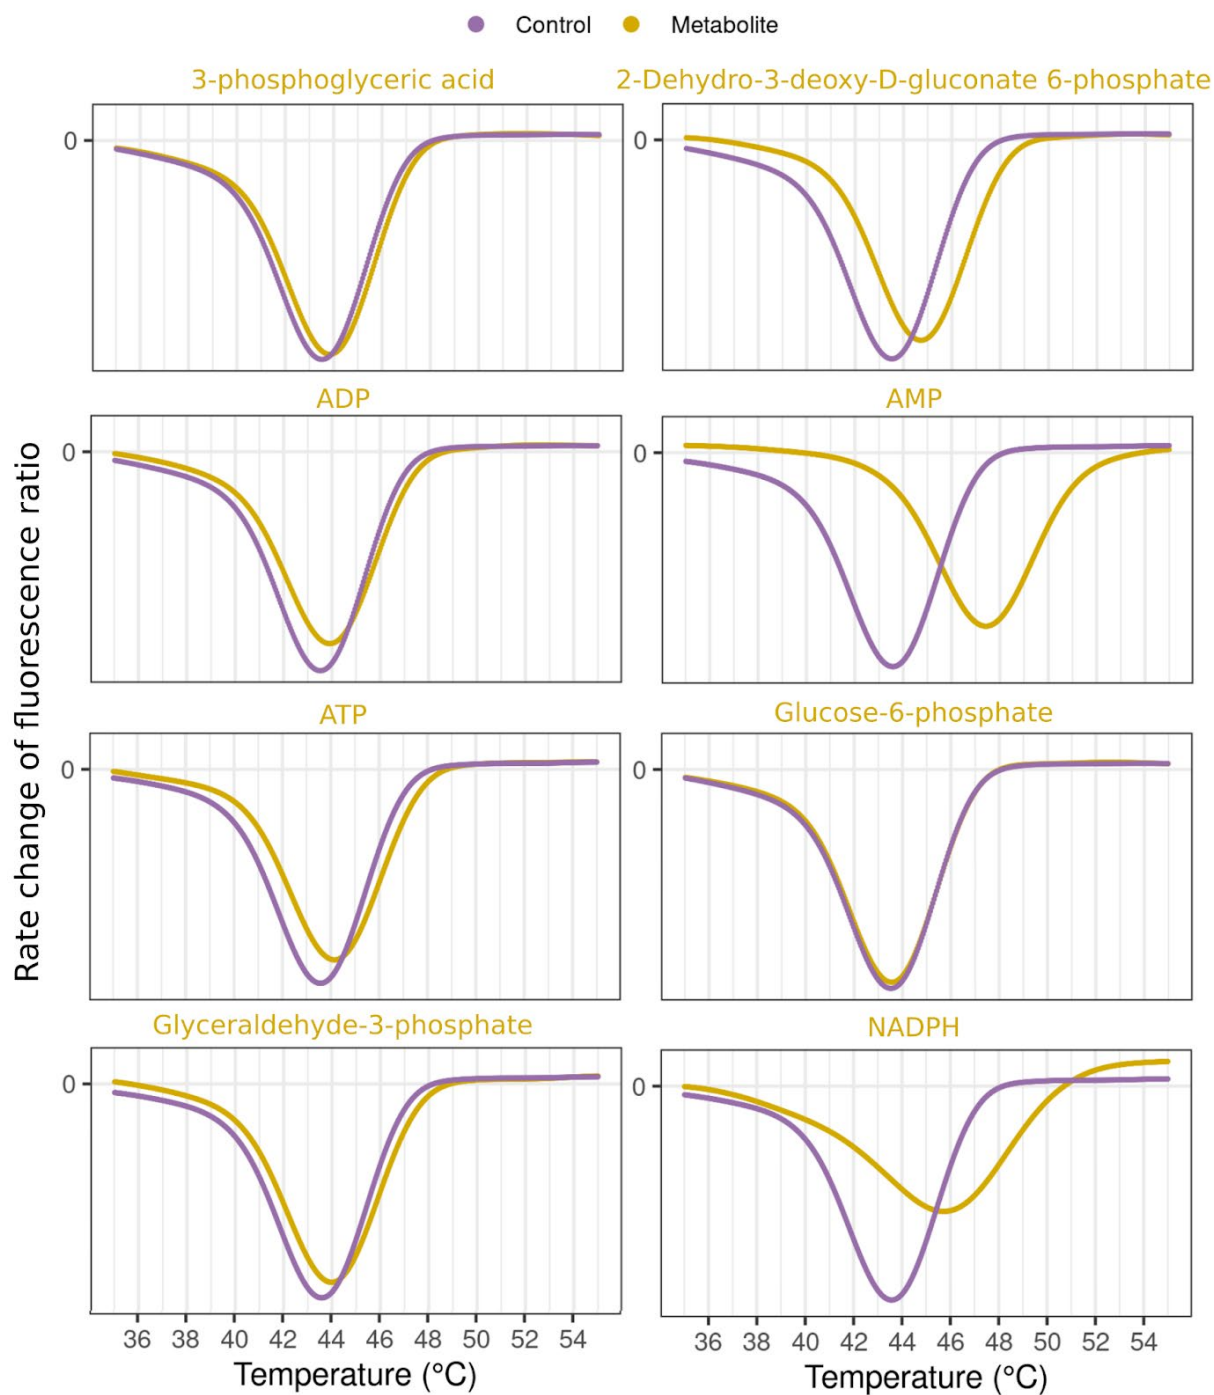 Control Metabolite
3-phosphoglyceric acid
2-Dehydro-3-deoxy-D-gluconate 6-phosphate
0
0
ADP
AMP
0
0
Rate change of fluorescence ratio
ATP
Glucose-6-phosphate
0
0
Glyceraldehyde-3-phosphate
NADPH
0
0
36 38 40 42 44 46 48 50 52 54
36 38 40 42 44 46 48 50 52 54
Temperature (°C)
Temperature (°C)